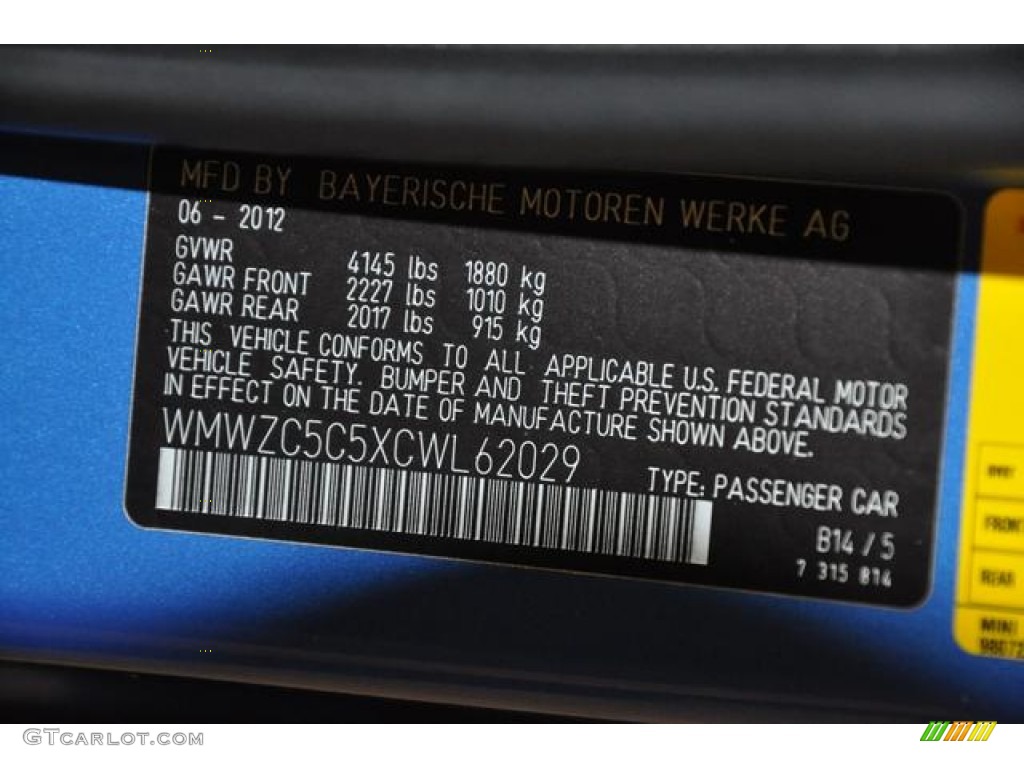 MFD BY BAYERISCHE MOTOREN WERKE AG
06 - 2012
GVWR 4145 lbs 1880 kg
GAWR FRONT 2227 lbs 1010 kg
GAWR REAR 2017 lbs 915 kg
THIS VEHICLE CONFORMS TO ALL APPLICABLE U.S. FEDERAL MOTOR
VEHICLE SAFETY. BUMPER AND THEFT PREVENTION STANDARDS
IN EFFECT ON THE DATE OF MANUFACTURE SHOWN ABOVE.
WMWZC5C5XCWL62029
TYPE: PASSENGER CAR
B14 / 5
7 315 814
FRONT
REAR
MINI
GTCARLOT.COM